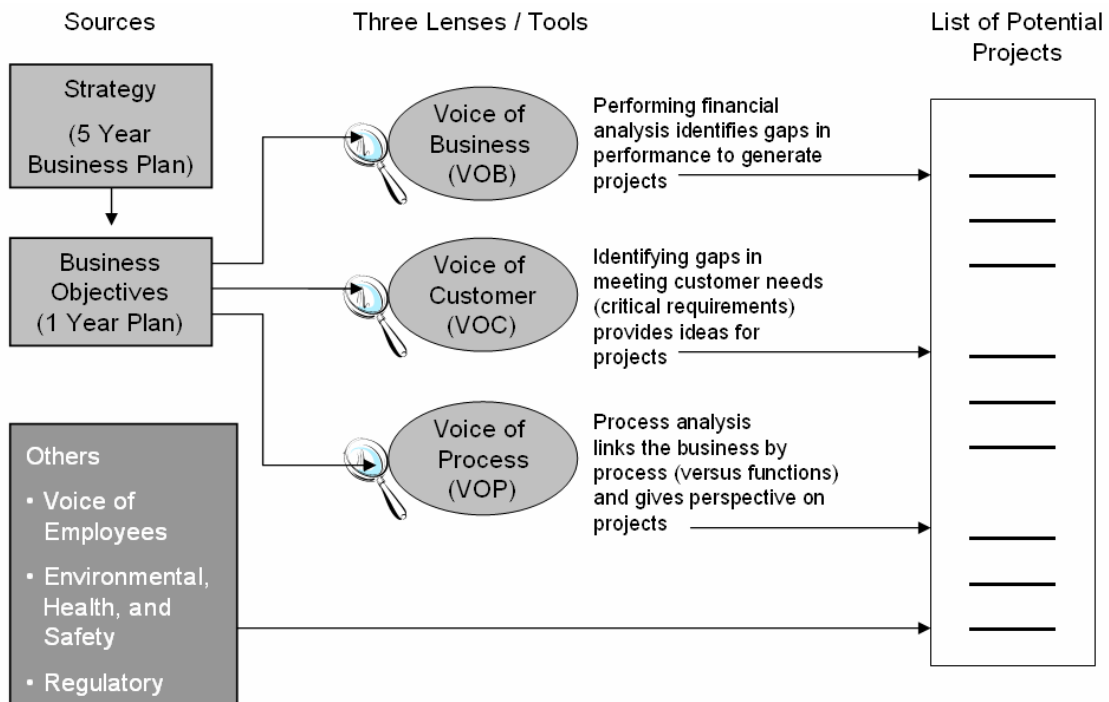 Sources
Three Lenses / Tools
List of Potential
Projects
Strategy
(5 Year
Business Plan)
Business
Objectives
(1 Year Plan)
Others
• Voice of
Employees
• Environmental,
Health, and
Safety
• Regulatory
Voice of
Business
(VOB)
Performing financial
analysis identifies gaps in
performance to generate
projects
Voice of
Customer
(VOC)
Identifying gaps in
meeting customer needs
(critical requirements)
provides ideas for
projects
Voice of
Process
(VOP)
Process analysis
links the business by
process (versus functions)
and gives perspective on
projects